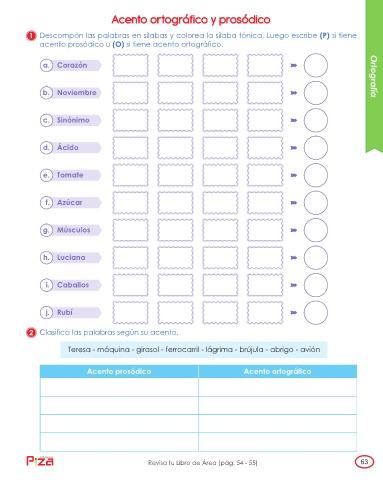 Acento ortográfico y prosódico
1 Descompón las palabras en sílabas y colorea la sílaba tónica. Luego escribe (P) si tiene
acento prosódico u (O) si tiene acento ortográfico.
Ortografía
a. Corazón
b. Noviembre
c. Sinónimo
d. Ácido
e. Tomate
f. Azúcar
g. Músculos
h. Luciana
i. Caballos
j. Rubí
2 Clasifica las palabras según su acento.
Teresa - máquina - girasol - ferrocarril - lágrima - brújula - abrigo - avión
Acento prosódico Acento ortográfico
Piza
Revisa tu Libro de Área (pág. 54 - 55)
63